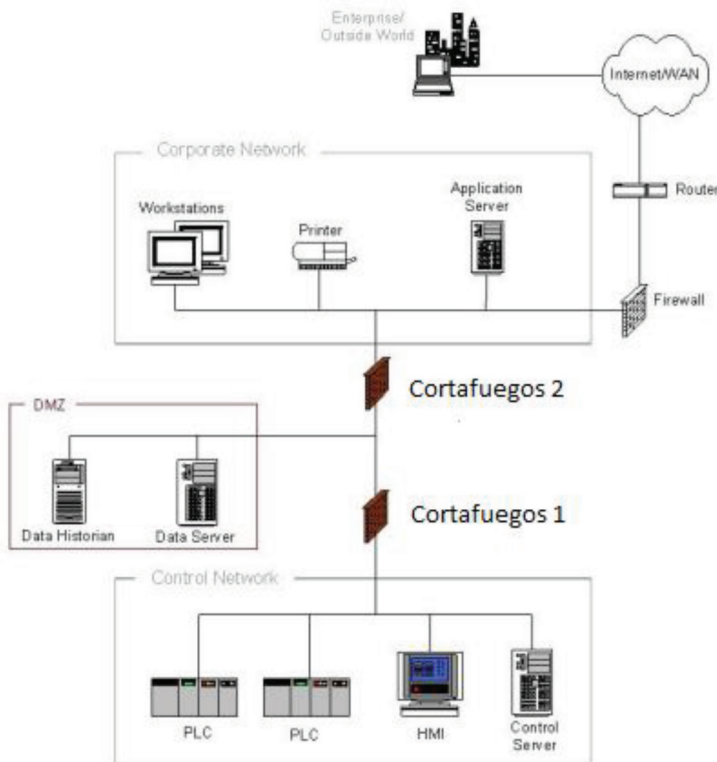 Enterprise/
Outside World
Internet/WAN
Corporate Network
Workstations
Printer
Application
Server
Router
Firewall
Cortafuegos 2
DMZ
Data Historian
Data Server
Cortafuegos 1
Control Network
PLC
PLC
HMI
Control
Server